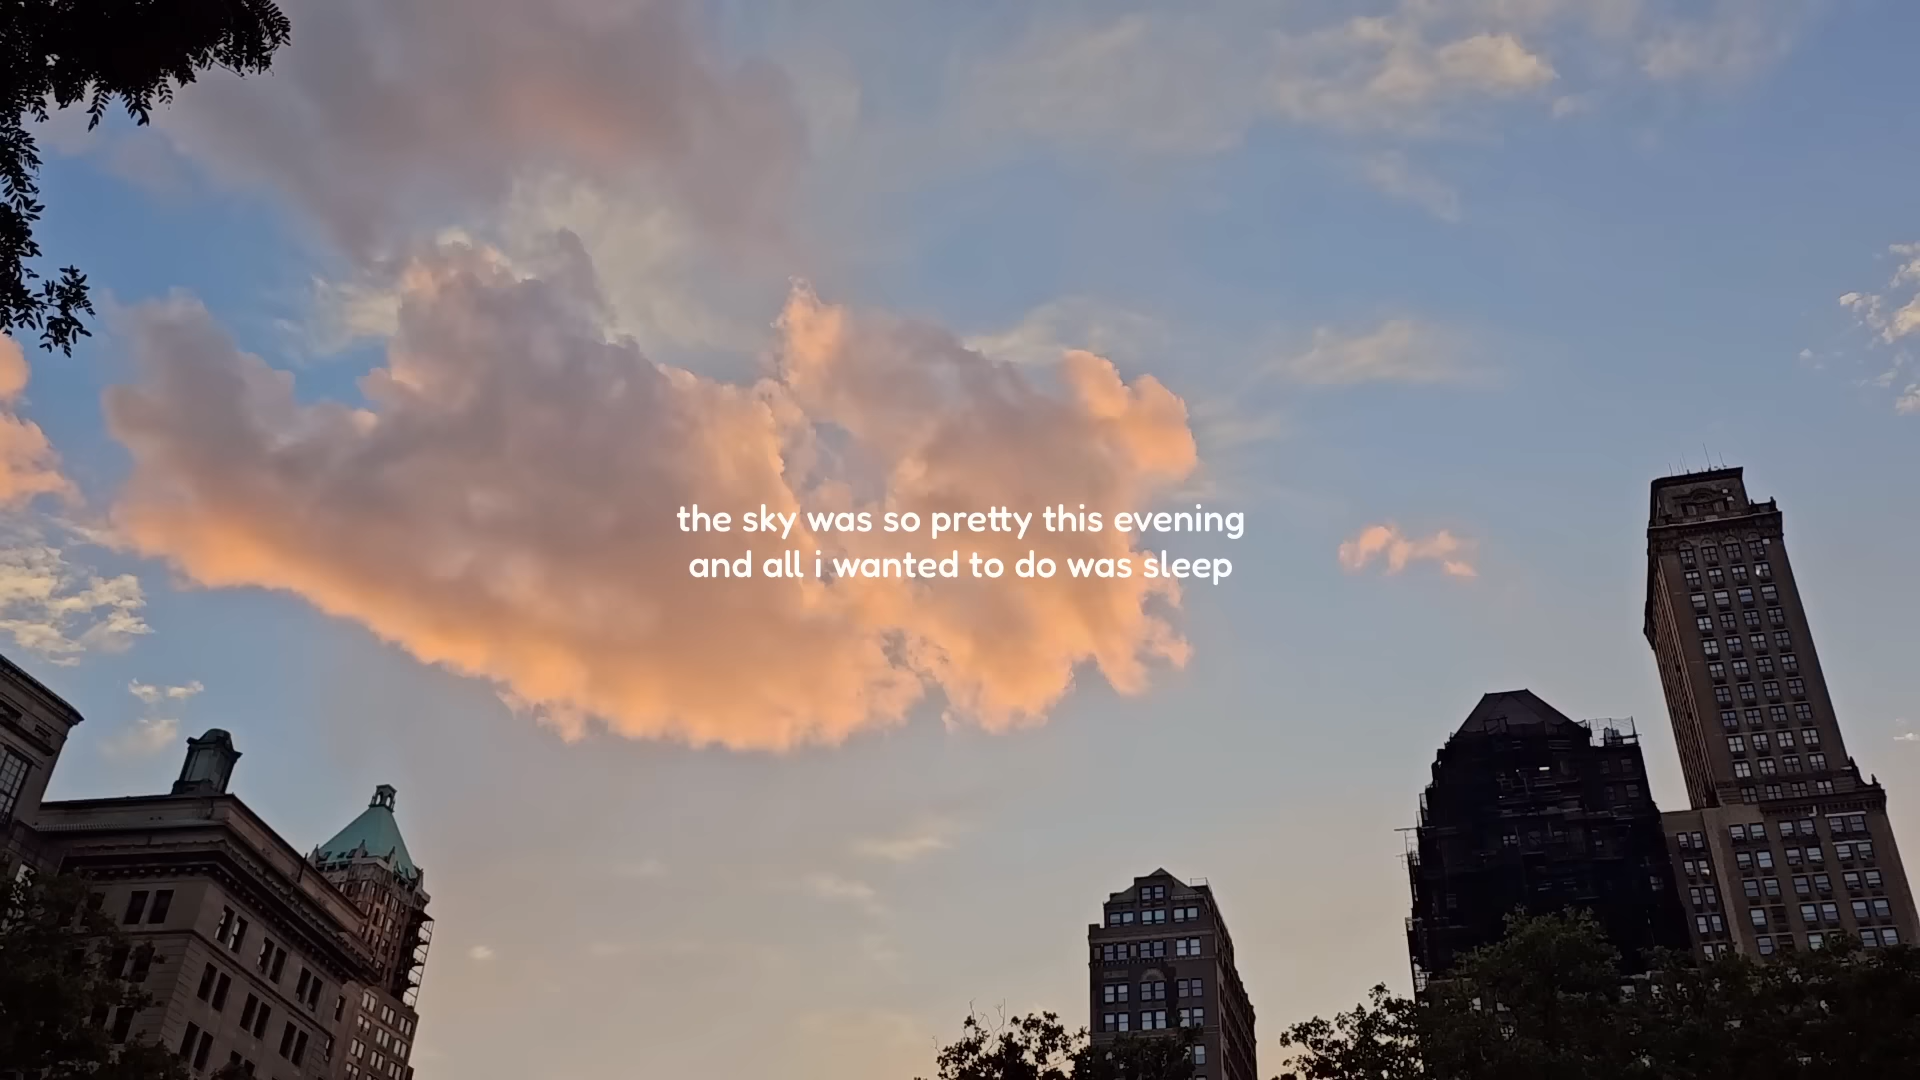 the sky was so pretty this evening
and all i wanted to do was sleep